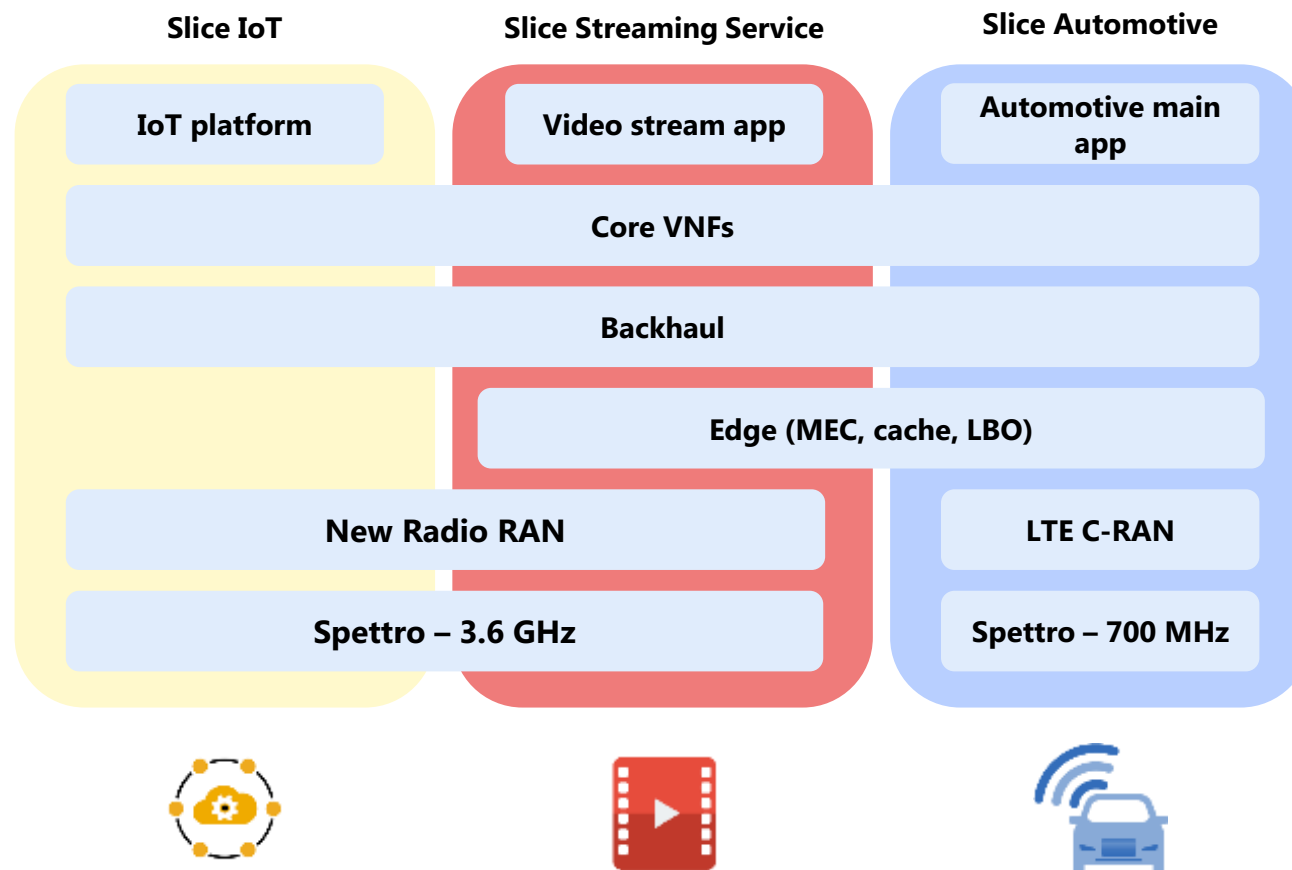 Slice IoT
Slice Streaming Service
Slice Automotive
IoT platform
Video stream app
Automotive main
app
Core VNFs
Backhaul
Edge (MEC, cache, LBO)
New Radio RAN
LTE C-RAN
Spettro – 3.6 GHz
Spettro – 700 MHz